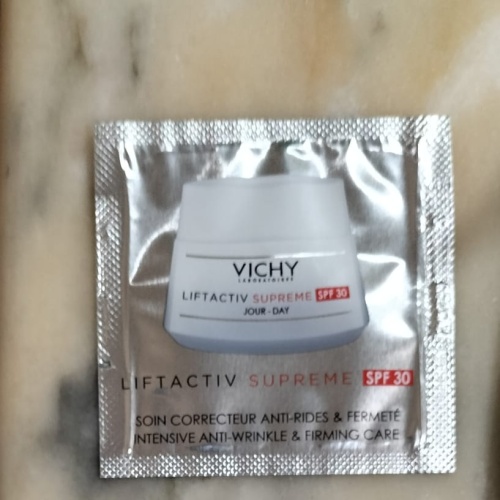 VICHY
LABORATOIRES
LIFTACTIV SUPREME SPF 30
JOUR - DAY
LIFTACTIV SUPREME SPF 30
SOIN CORRECTEUR ANTI-RIDES & FERMETÉ
INTENSIVE ANTI-WRINKLE & FIRMING CARE